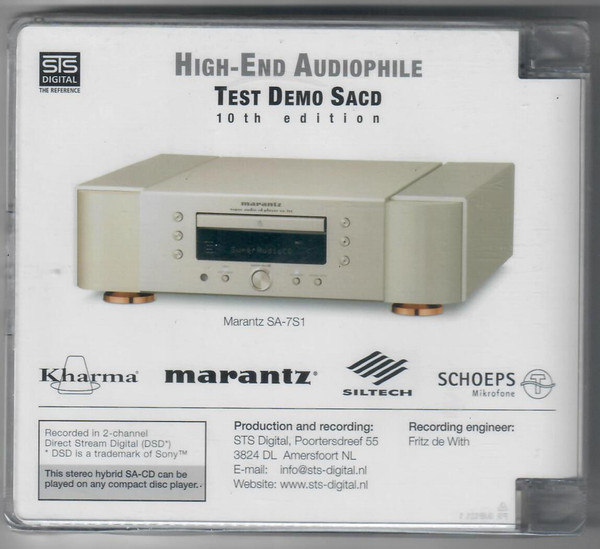 STS
DIGITAL
THE REFERENCE
HIGH-END AUDIOPHILE
TEST DEMO SACD
10th edition
marantz
Marantz SA-7S1
Kharma®
marantz®
SILTECH
SCHOEPS
Mikrofone
Recorded in 2-channel
Direct Stream Digital (DSD*)
* DSD is a trademark of Sony™
This stereo hybrid SA-CD can be
played on any compact disc player.
Production and recording:
STS Digital, Poortersdreef 55
3824 DL Amersfoort NL
E-mail: info@sts-digital.nl
Website: www.sts-digital.nl
Recording engineer:
Fritz de With